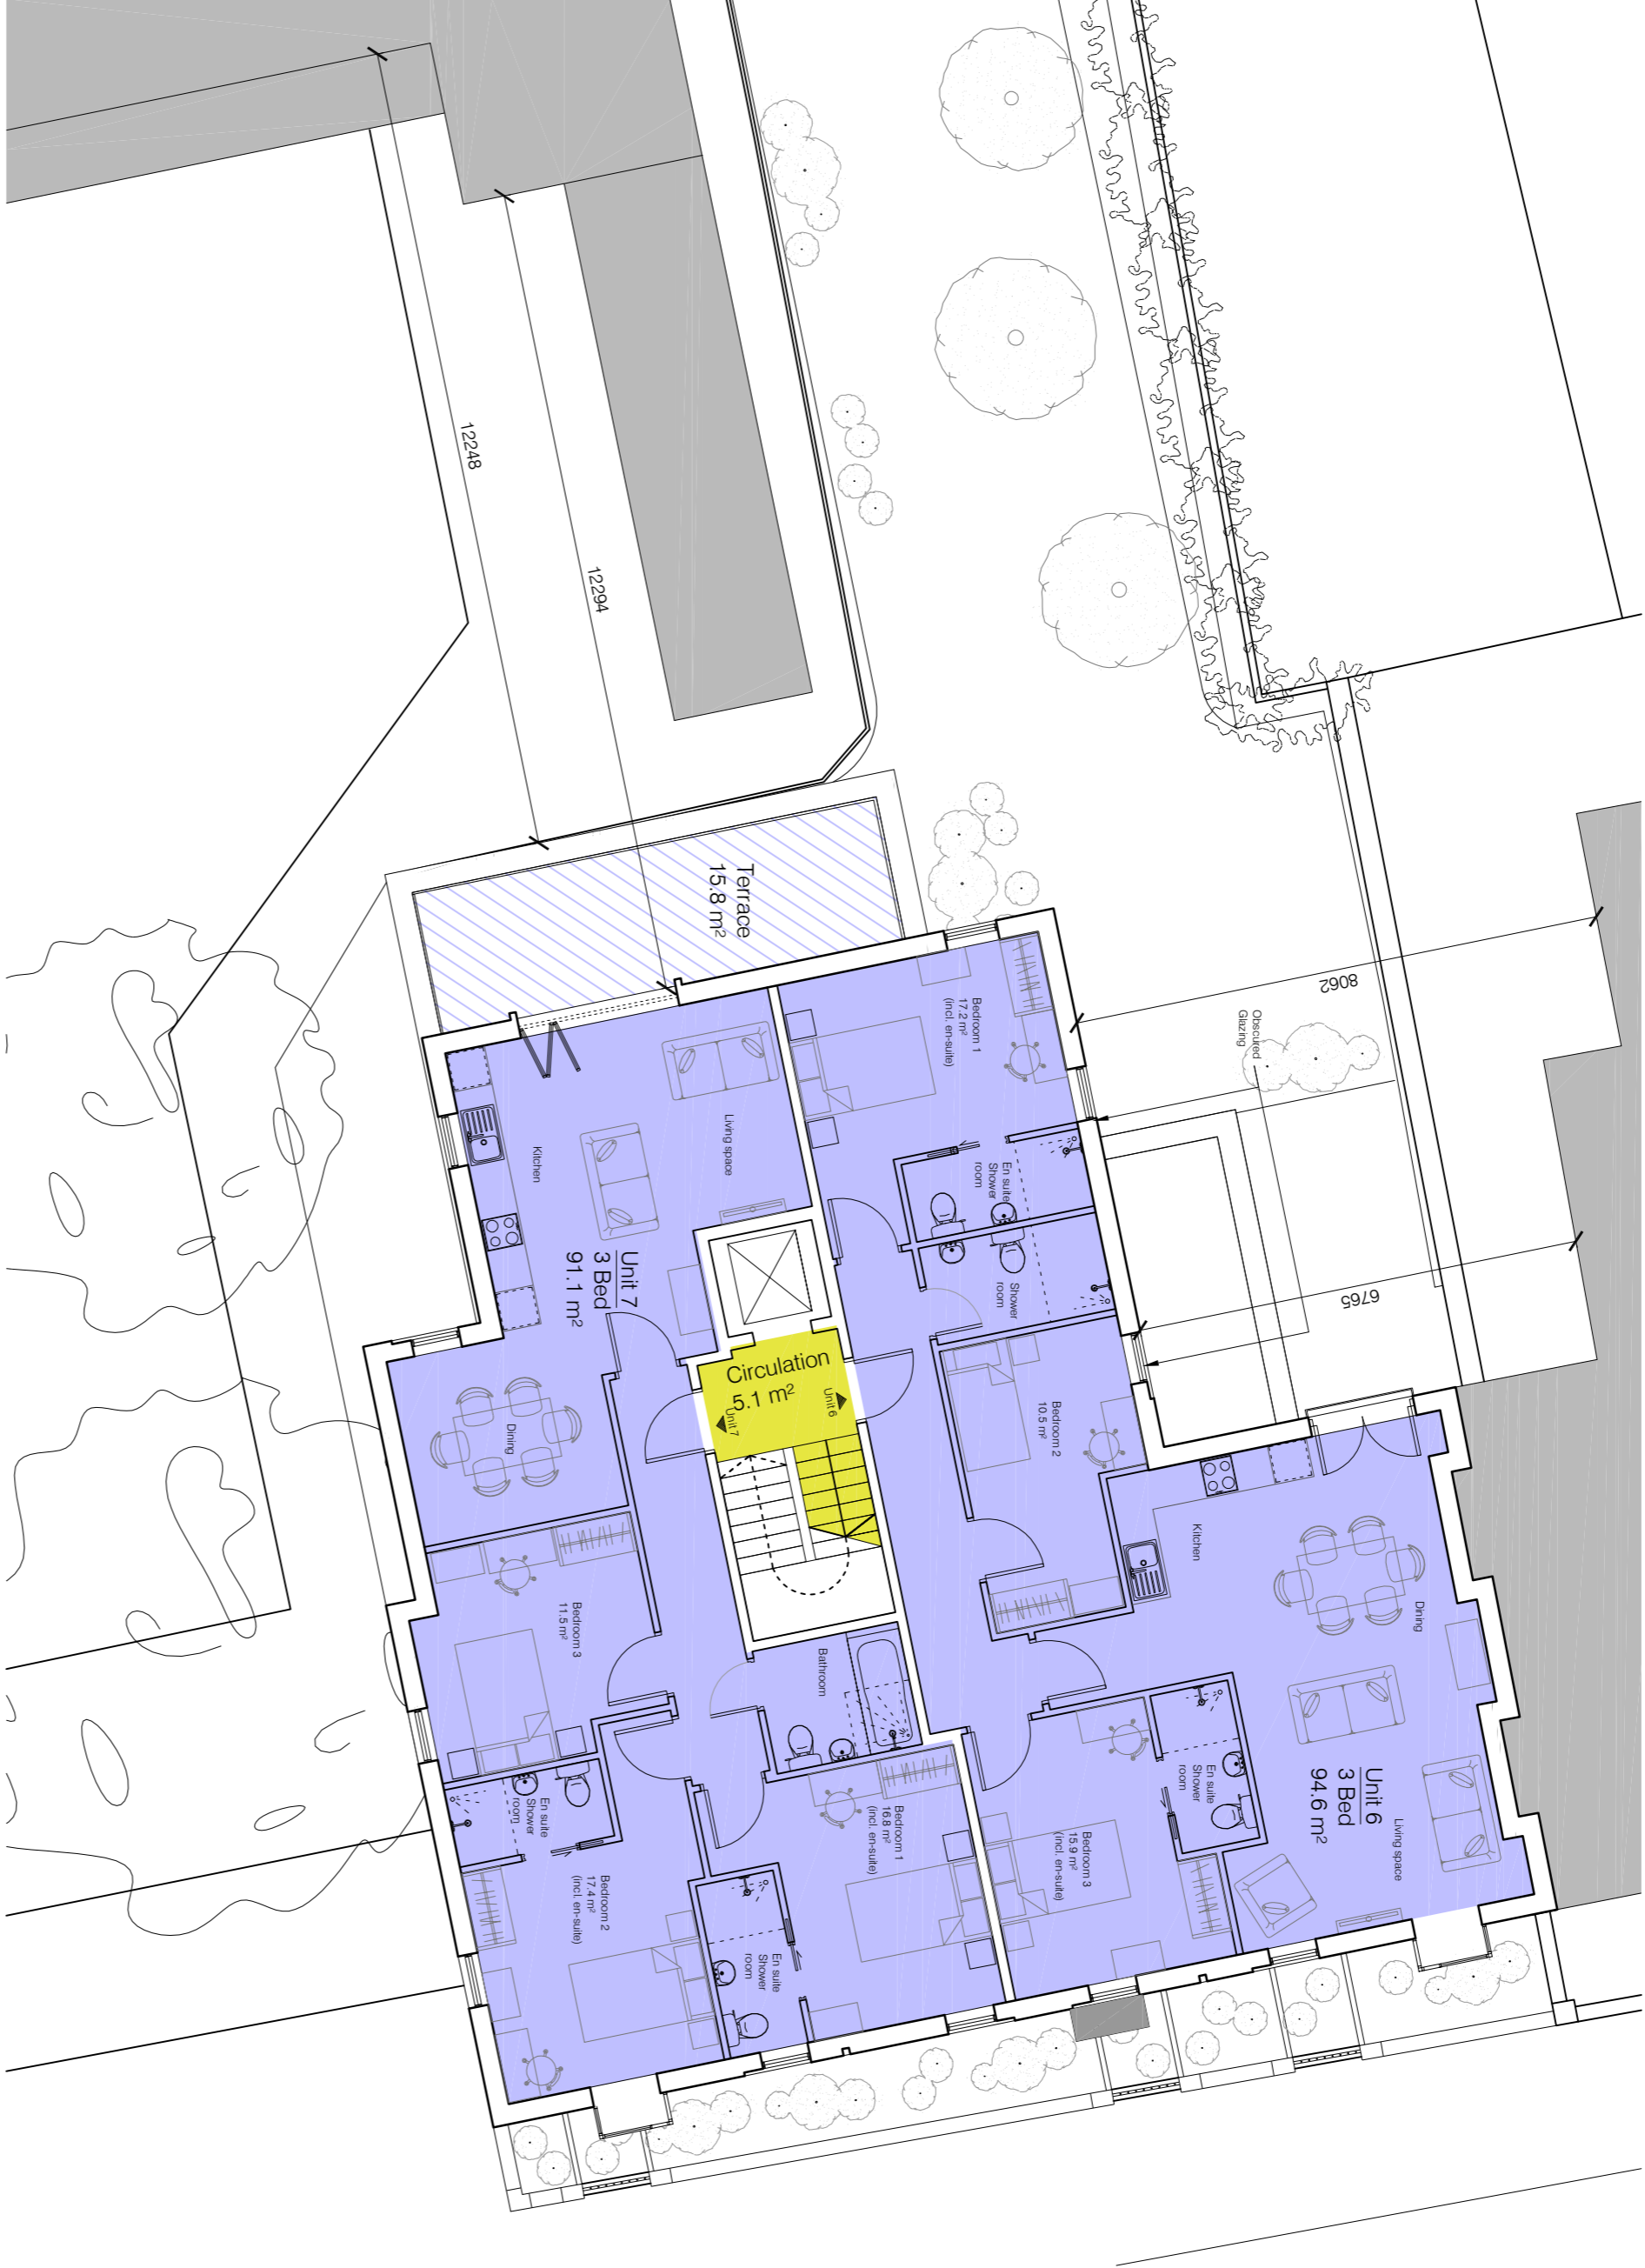 12248
12294
Terrace
15.8 m²
8062
Obscured
Glazing
6765
Bedroom 1
17.2 m²
(incl. en-suite)
En suite
Shower
room
Shower
room
Living space
Kitchen
Unit 7
3 Bed
91.1 m²
Circulation
5.1 m²
Unit 6
Unit 7
Bedroom 2
10.5 m²
Dining
Kitchen
Dining
Bedroom 3
11.5 m²
Bathroom
Unit 6
3 Bed
94.6 m²
Living space
En suite
Shower
room
En suite
Shower
room
Bedroom 1
16.8 m²
(incl. en-suite)
Bedroom 3
15.9 m²
(incl. en-suite)
Bedroom 2
17.4 m²
(incl. en-suite)
En suite
Shower
room